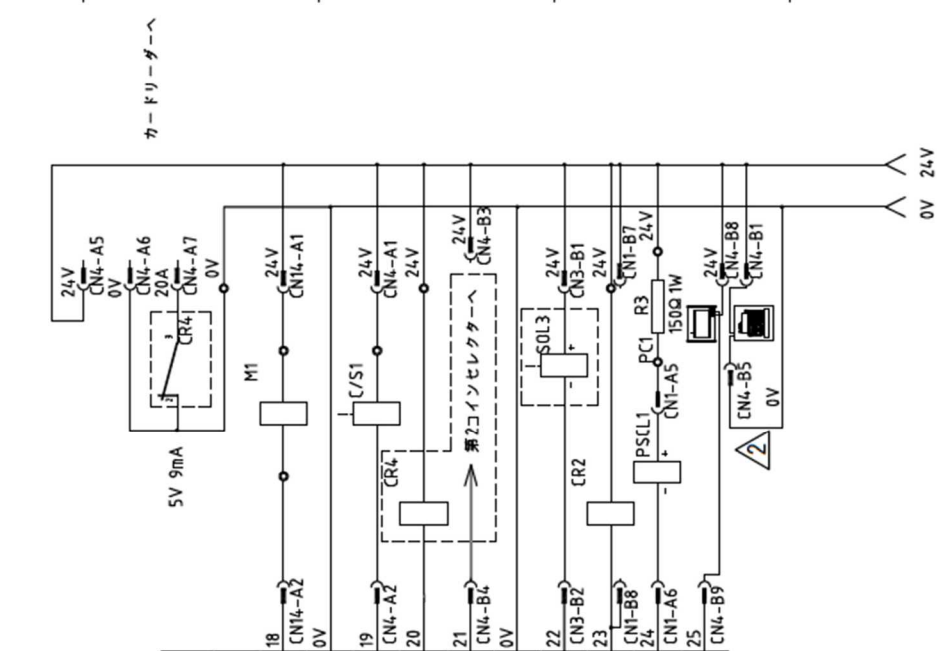 カードリーダーへ
24V
0V
24V
CN4-A5
0V
CN4-A6
20A
CN4-A7
0V
CR4
3
2
5V 9mA
24V
CN14-A1
M1
18
CN14-A2
0V
24V
CN4-A1
C/S1
19
CN4-A2
24V
CR4
20
24V
CN4-B3
第2コインセレクターへ
21
CN4-B4
0V
24V
CN3-B1
SOL3
+
-
22
CN3-B2
24V
CN1-B7
CR2
23
CN1-B8
24V
R3
150Ω 1W
PC1
CN1-A5
PSCL1
+
-
24
CN1-A6
24V
CN4-B8
CN4-B1
CN4-B5
0V
2
25
CN4-B9